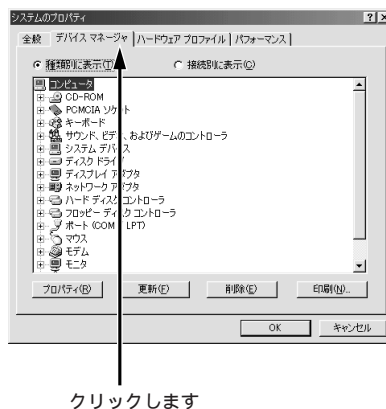 システムのプロパティ
全般 デバイス マネージャ ハードウェア プロファイル パフォーマンス
種類別に表示(T) 接続別に表示(C)
コンピュータ
CD-ROM
PCMCIA ソケット
キーボード
サウンド、ビデオ、およびゲームのコントローラ
システム デバイス
ディスク ドライブ
ディスプレイ アダプタ
ネットワーク アダプタ
ハード ディスク コントローラ
フロッピー ディスク コントローラ
ポート (COM LPT)
マウス
モデム
モニタ
プロパティ(R) 更新(F) 削除(E) 印刷(N)...
OK キャンセル
クリックします